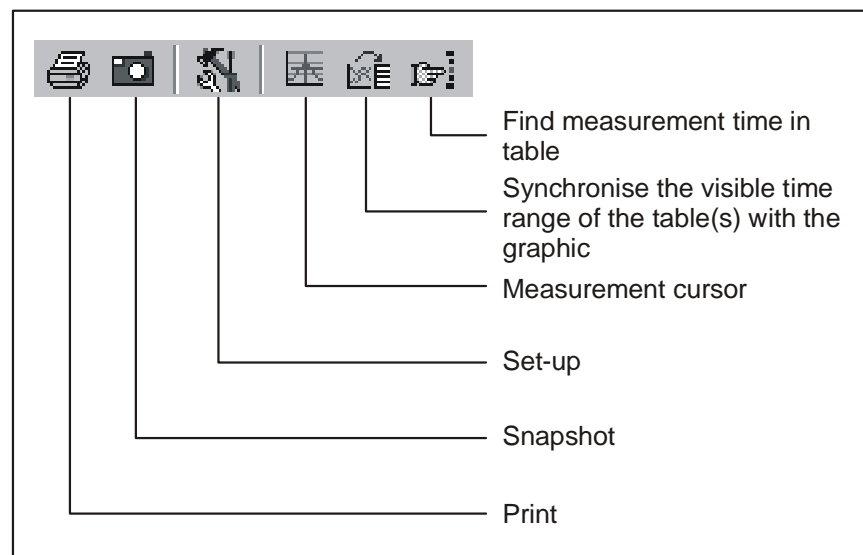 Find measurement time in
table
Synchronise the visible time
range of the table(s) with the
graphic
Measurement cursor
Set-up
Snapshot
Print